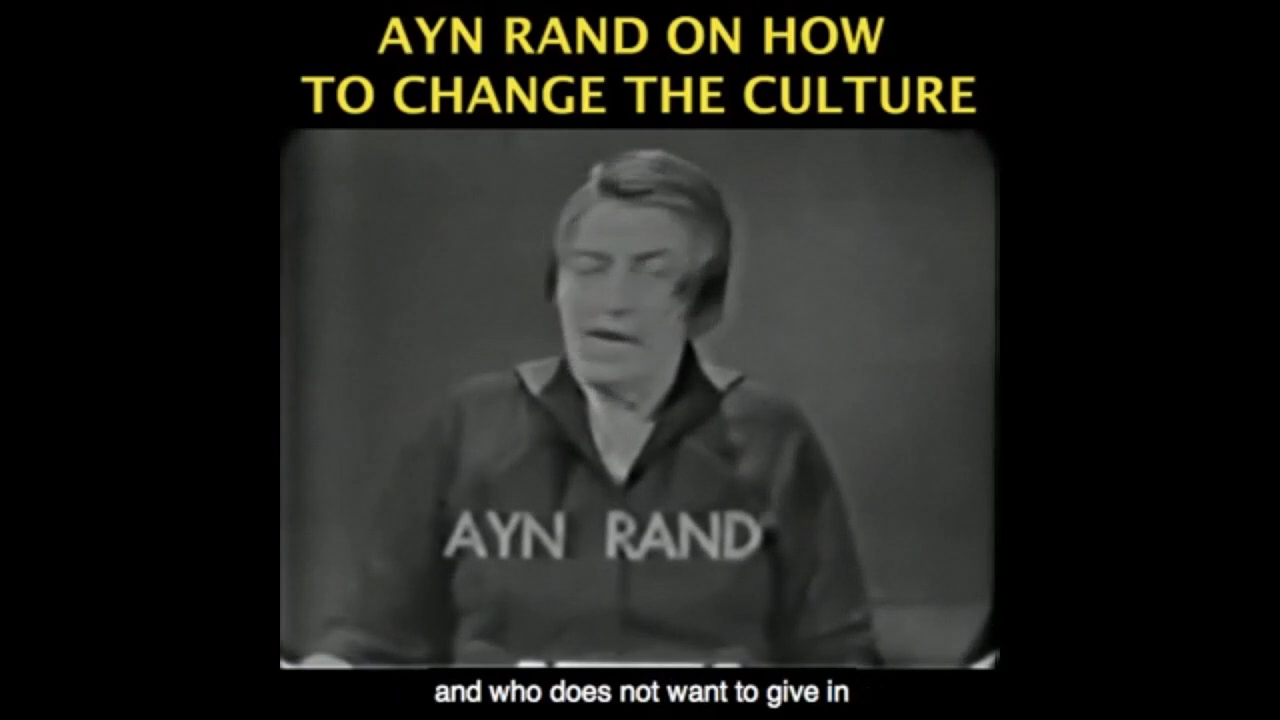 AYN RAND ON HOW
TO CHANGE THE CULTURE
AYN RAND
and who does not want to give in